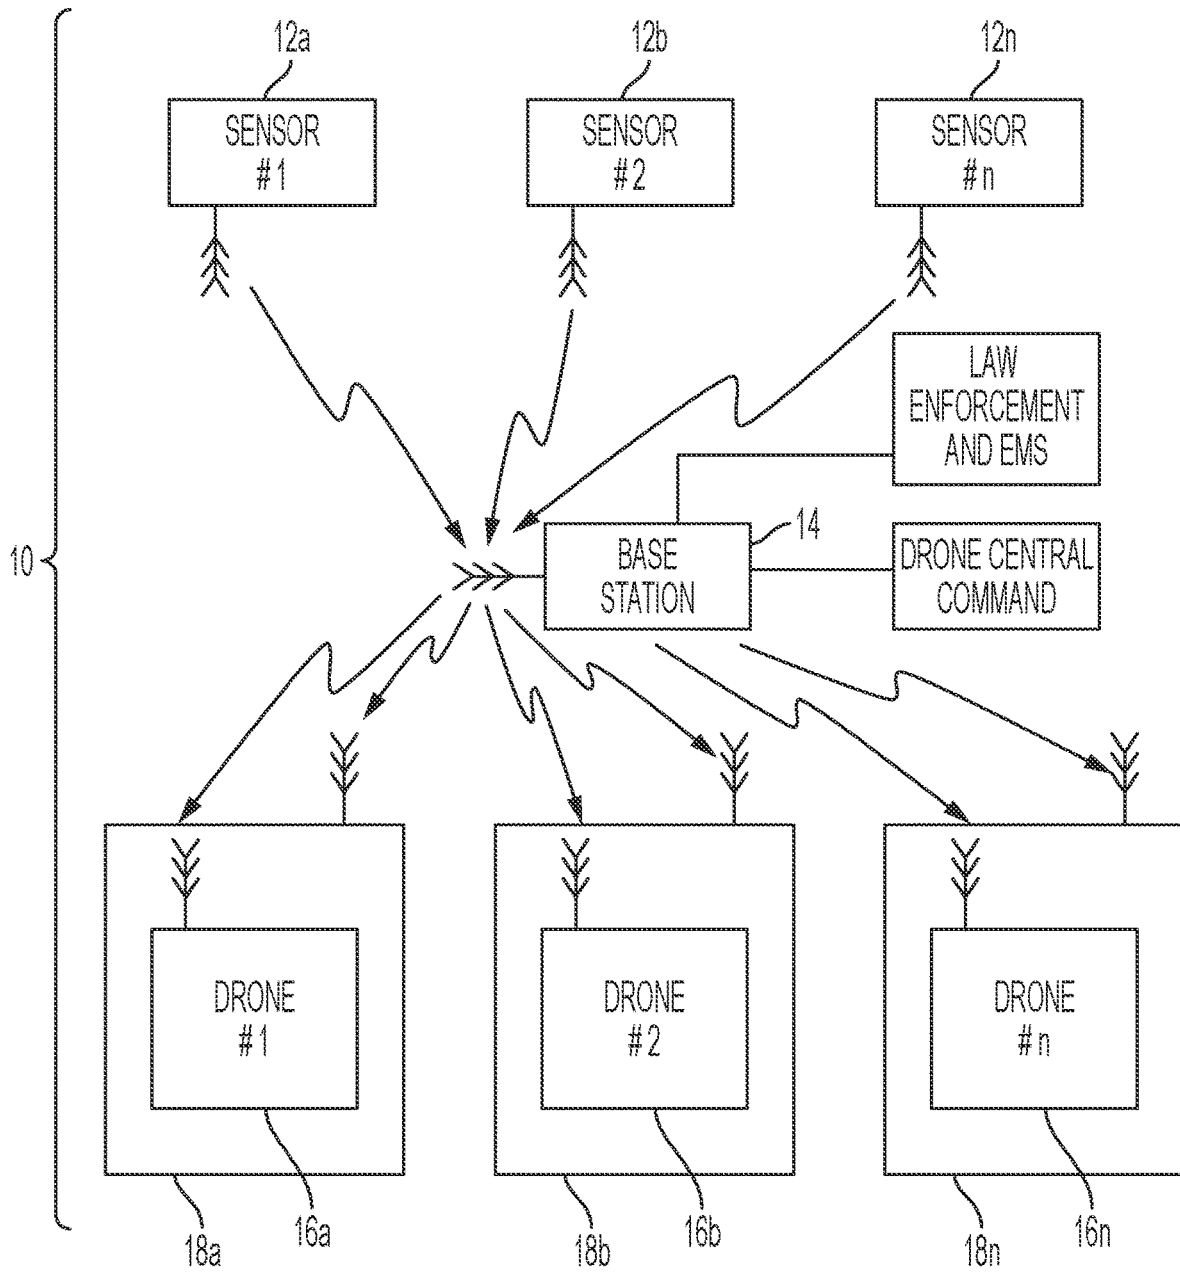 12a
12b
12n
SENSOR
#1
SENSOR
#2
SENSOR
#n
LAW
ENFORCEMENT
AND EMS
10
14
BASE
STATION
DRONE CENTRAL
COMMAND
DRONE
#1
DRONE
#2
DRONE
#n
18a
16a
18b
16b
18n
16n